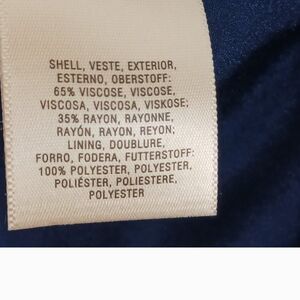 SHELL, VESTE, EXTERIOR,
ESTERNO, OBERSTOFF:
65% VISCOSE, VISCOSE,
VISCOSA, VISCOSA, VISKOSE;
35% RAYON, RAYONNE,
RAYÓN, RAYON, REYON;
LINING, DOUBLURE,
FORRO, FODERA, FUTTERSTOFF:
100% POLYESTER, POLYESTER,
POLIÉSTER, POLIESTERE,
POLYESTER